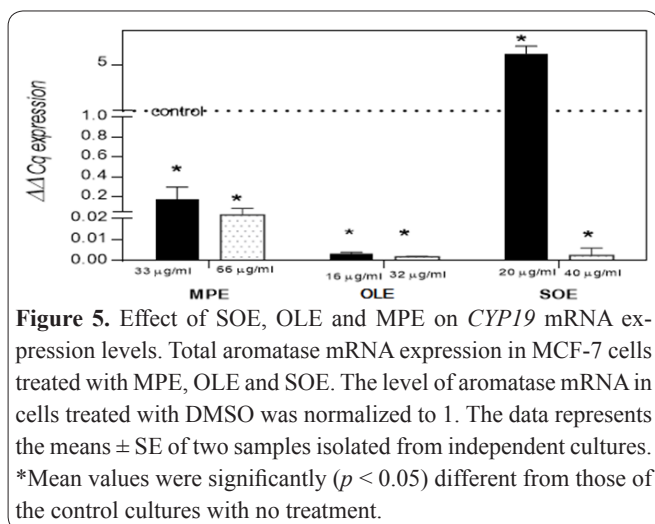 ΔΔCq expression
5
1.0
0.8
0.6
0.4
0.2
0.02
0.01
0.00
control
*
*
*
*
*
*
33 μg/ml 66 μg/ml 16 μg/ml 32 μg/ml 20 μg/ml 40 μg/ml
MPE OLE SOE
Figure 5. Effect of SOE, OLE and MPE on CYP19 mRNA ex-
pression levels. Total aromatase mRNA expression in MCF-7 cells
treated with MPE, OLE and SOE. The level of aromatase mRNA in
cells treated with DMSO was normalized to 1. The data represents
the means ± SE of two samples isolated from independent cultures.
*Mean values were significantly (p < 0.05) different from those of
the control cultures with no treatment.